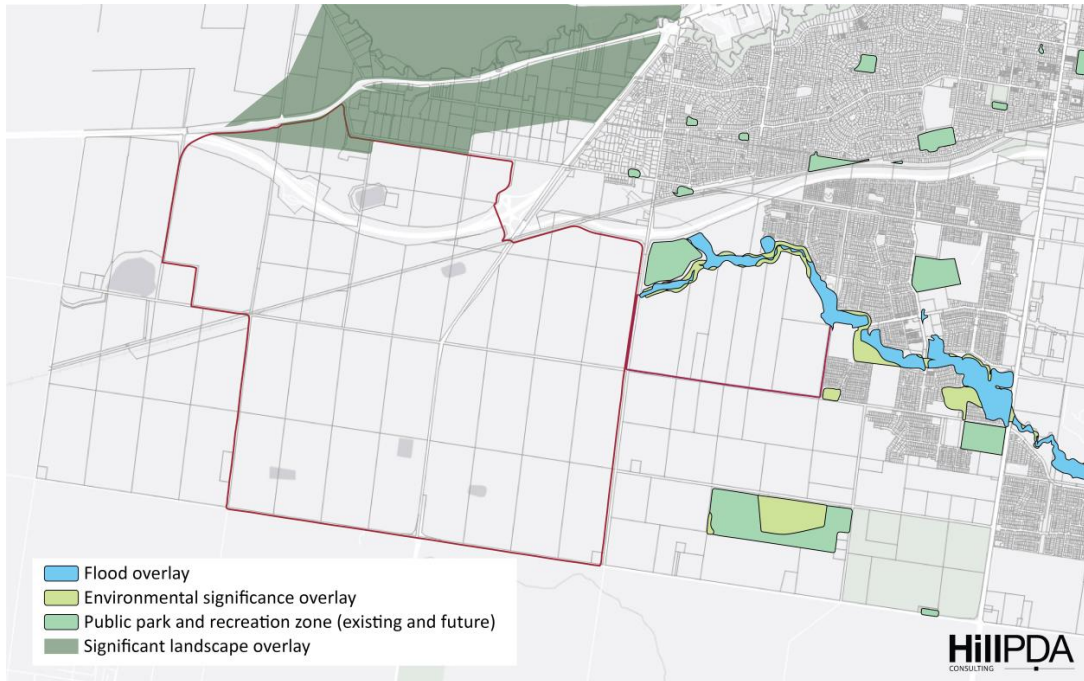 Flood overlay
Environmental significance overlay
Public park and recreation zone (existing and future)
Significant landscape overlay
HillPDA
CONSULTING